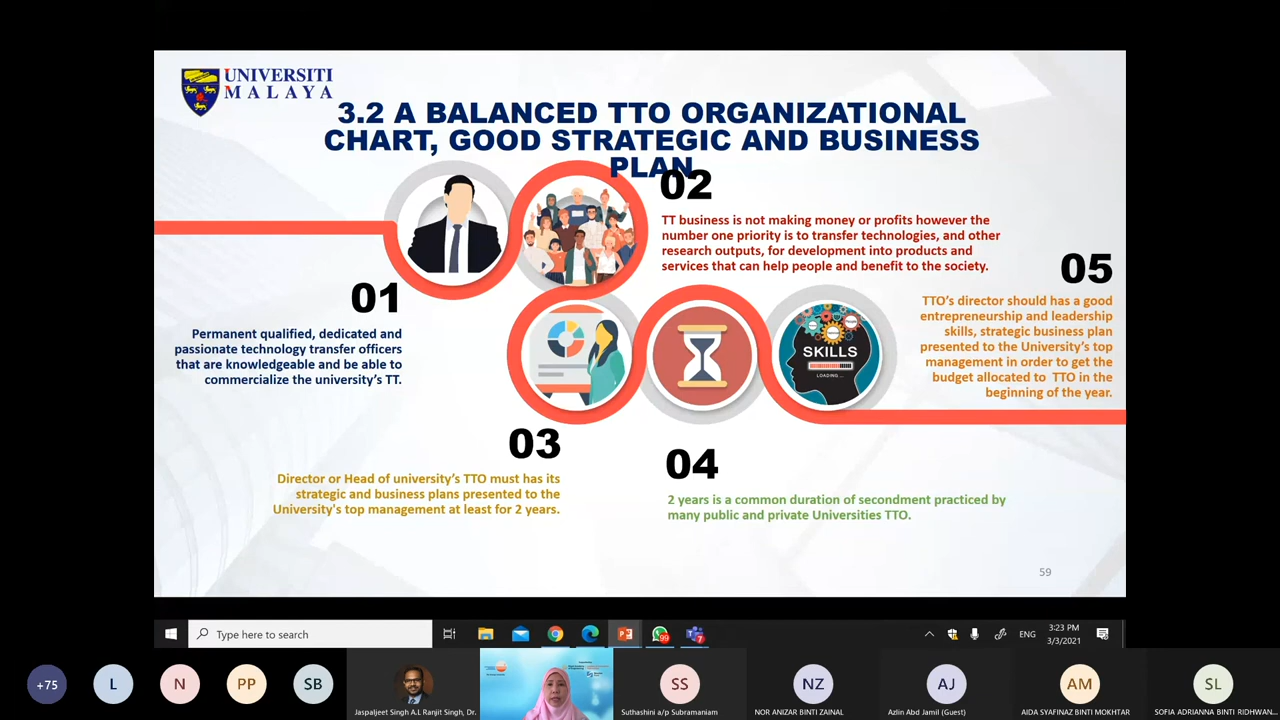 UNIVERSITI
MALAYA
3.2 A BALANCED TTO ORGANIZATIONAL
CHART, GOOD STRATEGIC AND BUSINESS
PLAN
01
Permanent qualified, dedicated and
passionate technology transfer officers
that are knowledgeable and be able to
commercialize the university's TT.
02
TT business is not making money or profits however the
number one priority is to transfer technologies, and other
research outputs, for development into products and
services that can help people and benefit to the society.
03
Director or Head of university's TTO must has its
strategic and business plans presented to the
University's top management at least for 2 years.
04
2 years is a common duration of secondment practiced by
many public and private Universities TTO.
05
TTO's director should has a good
entrepreneurship and leadership
skills, strategic business plan
presented to the University's top
management in order to get the
budget allocated to TTO in the
beginning of the year.
SKILLS
LOADING...
59
Type here to search
99
7
ENG
3:23 PM
3/3/2021
+75
L
N
PP
SB
Jaspaljeet Singh A.L Ranjit Singh, Dr.
SS
Suthashini a/p Subramaniam
NZ
NOR ANIZAR BINTI ZAINAL
AJ
Azlin Abd Jamil (Guest)
AM
AIDA SYAFINAZ BINTI MOKHTAR
SL
SOFIA ADRIANNA BINTI RIDHWAN...